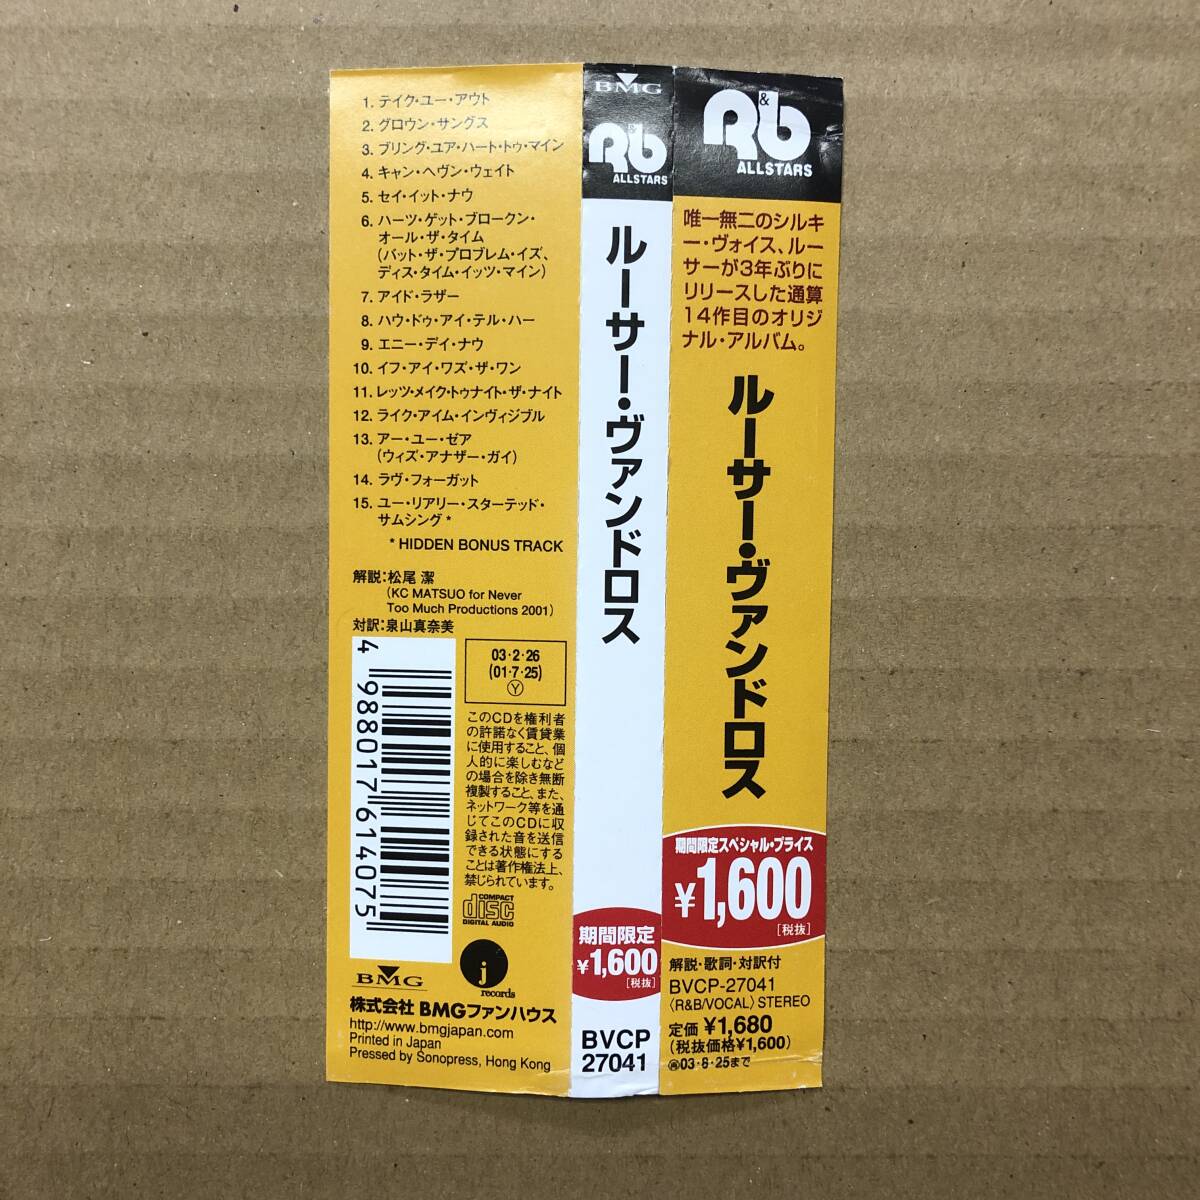 1. テイク・ユー・アウト
2. グロウン・サングス
3. ブリング・ユア・ハート・トゥ・マイン
4. キャン・ヘヴン・ウェイト
5. セイ・イット・ナウ
6. ハーツ・ゲット・ブロークン・
オール・ザ・タイム
(バット・ザ・プロブレム・イズ、
ディス・タイム・イッツ・マイン)
7. アイド・ラザー
8. ハウ・ドゥ・アイ・テル・ハー
9. エニー・デイ・ナウ
10. イフ・アイ・ワズ・ザ・ワン
11. レッツ・メイク・トゥナイト・ザ・ナイト
12. ライク・アイム・インヴィジブル
13. アー・ユー・ゼア
(ウィズ・アナザー・ガイ)
14. ラヴ・フォーガット
15. ユー・リアリー・スターテッド・
サムシング *
* HIDDEN BONUS TRACK
解説：松尾 潔
(KC MATSUO for Never
Too Much Productions 2001)
対訳：泉山真奈美
4 988017 614075
03・2・26
(01・7・25)
Y
このCDを権利者
の許諾なく賃貸業
に使用すること、個
人的に楽しむなど
の場合を除き無断
複製すること、また、
ネットワーク等を通
じてこのCDに収
録された音を送信
できる状態にする
ことは著作権法上、
禁じられています。
COMPACT
disc
DIGITAL AUDIO
BMG
j
records
株式会社 BMGファンハウス
http://www.bmgjapan.com
Printed in Japan
Pressed by Sonopress, Hong Kong
BMG
R&b
ALLSTARS
ルーサー・ヴァンドロス
期間限定
¥1,600
[税抜]
BVCP
27041
R&b
ALLSTARS
唯一無二のシルキ
ー・ヴォイス、ルー
サーが3年ぶりに
リリースした通算
14作目のオリジ
ナル・アルバム。
ルーサー・ヴァンドロス
期間限定スペシャル・プライス
¥1,600
[税抜]
解説・歌詞・対訳付
BVCP-27041
〈R&B/VOCAL〉STEREO
定価 ¥1,680
(税抜価格¥1,600)
再03・8・25まで